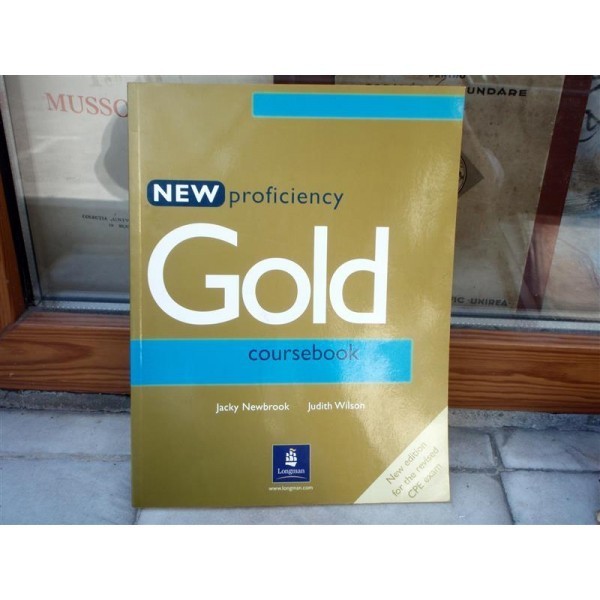 MUSSO
UNDARE
NEW proficiency
Gold
coursebook
Jacky Newbrook Judith Wilson
Longman
www.longman.com
New edition
for the revised
CPE exam
IC UNIREA